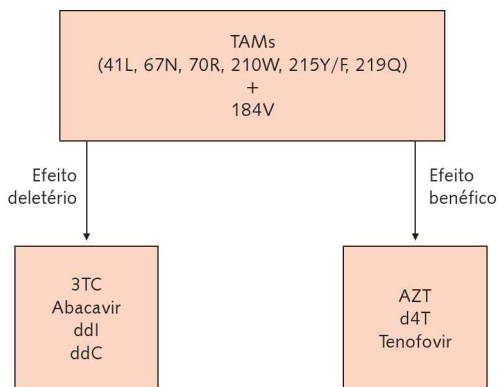 TAMs
(41L, 67N, 70R, 210W, 215Y/F, 219Q)
+
184V
Efeito
deletério
Efeito
benéfico
3TC
Abacavir
ddI
ddC
AZT
d4T
Tenofovir